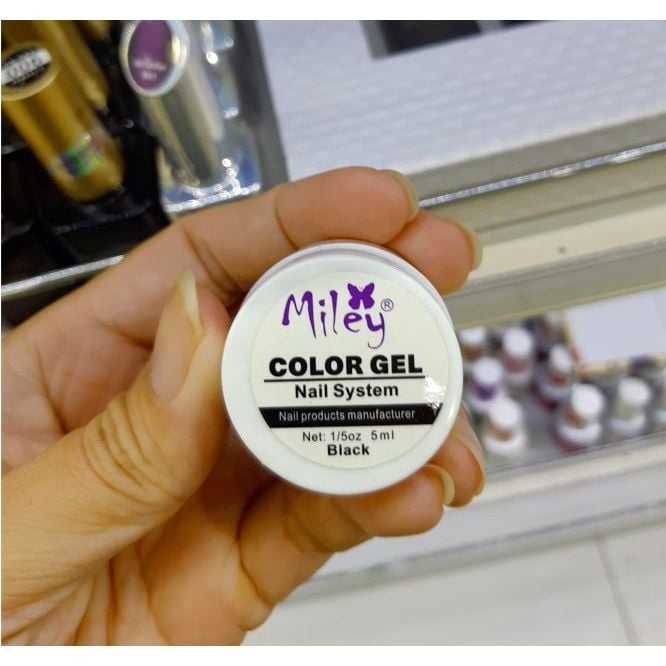 Miley®
COLOR GEL
Nail System
Nail products manufacturer
Net: 1/5oz 5ml
Black